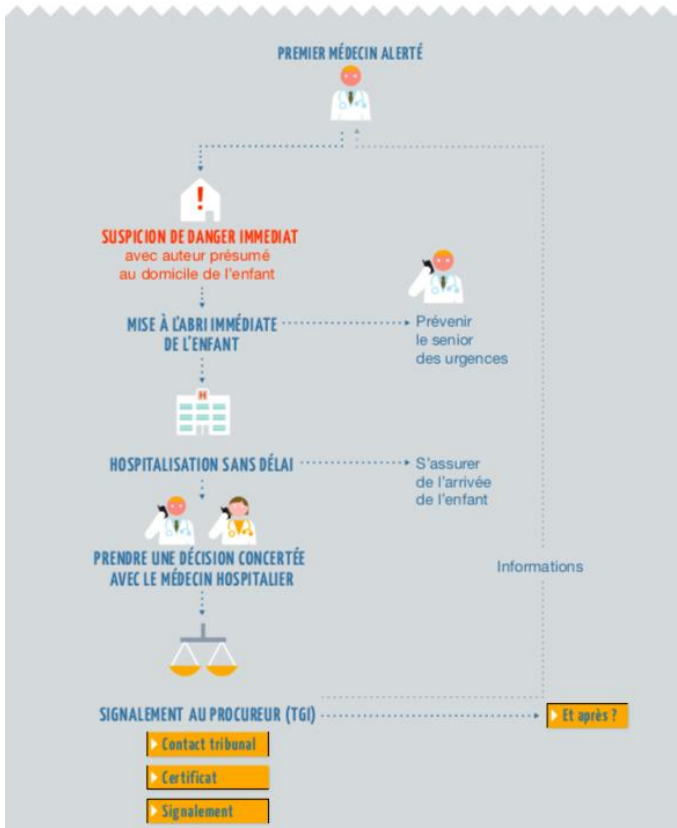 PREMIER MÉDECIN ALERTÉ
!
SUSPICION DE DANGER IMMEDIAT
avec auteur présumé
au domicile de l'enfant
MISE À L'ABRI IMMÉDIATE
DE L'ENFANT
Prévenir
le senior
des urgences
H
HOSPITALISATION SANS DÉLAI
S'assurer
de l'arrivée
de l'enfant
PRENDRE UNE DÉCISION CONCERTÉE
AVEC LE MÉDECIN HOSPITALIER
Informations
SIGNALEMENT AU PROCUREUR (TGI)
Et après ?
Contact tribunal
Certificat
Signalement